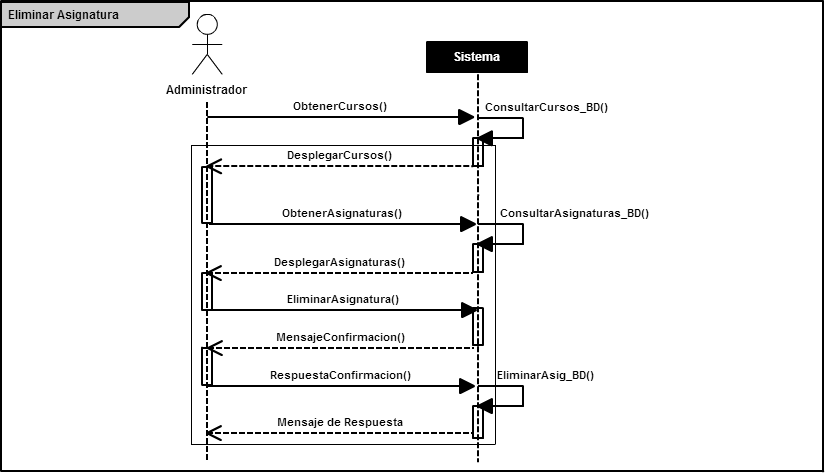 Eliminar Asignatura
Sistema
Administrador
ObtenerCursos()
ConsultarCursos_BD()
DesplegarCursos()
ObtenerAsignaturas()
ConsultarAsignaturas_BD()
DesplegarAsignaturas()
EliminarAsignatura()
MensajeConfirmacion()
RespuestaConfirmacion()
EliminarAsig_BD()
Mensaje de Respuesta